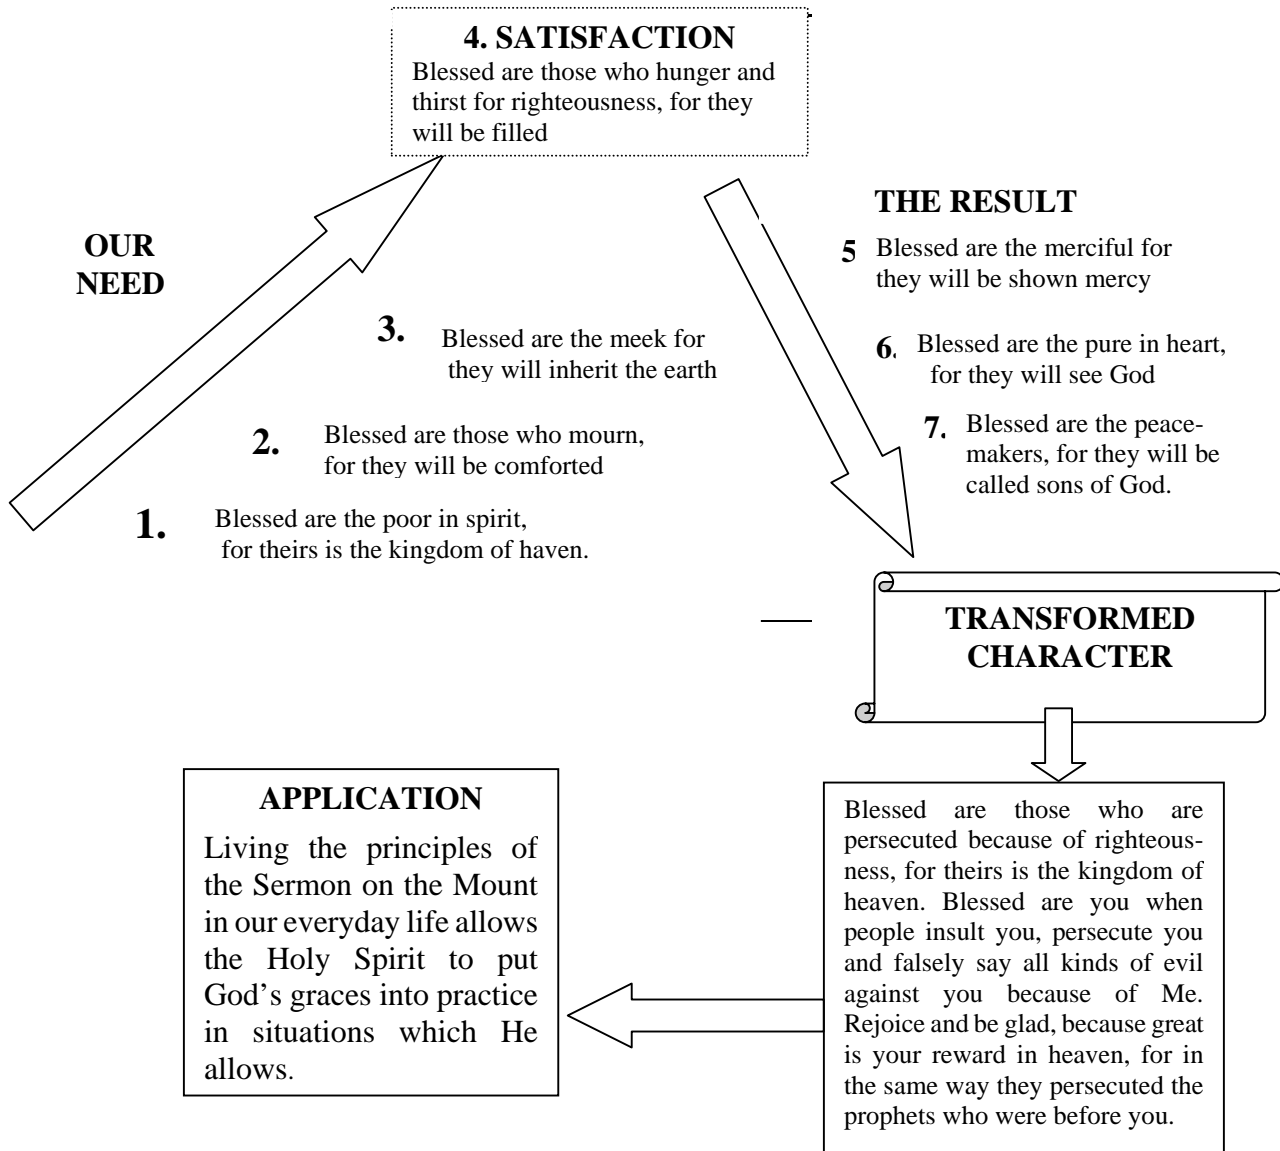 4. SATISFACTION
Blessed are those who hunger and
thirst for righteousness, for they
will be filled
OUR
NEED
3. Blessed are the meek for
they will inherit the earth
2. Blessed are those who mourn,
for they will be comforted
1. Blessed are the poor in spirit,
for theirs is the kingdom of haven.
THE RESULT
5 Blessed are the merciful for
they will be shown mercy
6. Blessed are the pure in heart,
for they will see God
7. Blessed are the peace-
makers, for they will be
called sons of God.
TRANSFORMED
CHARACTER
Blessed are those who are
persecuted because of righteous-
ness, for theirs is the kingdom of
heaven. Blessed are you when
people insult you, persecute you
and falsely say all kinds of evil
against you because of Me.
Rejoice and be glad, because great
is your reward in heaven, for in
the same way they persecuted the
prophets who were before you.
APPLICATION
Living the principles of
the Sermon on the Mount
in our everyday life allows
the Holy Spirit to put
God's graces into practice
in situations which He
allows.